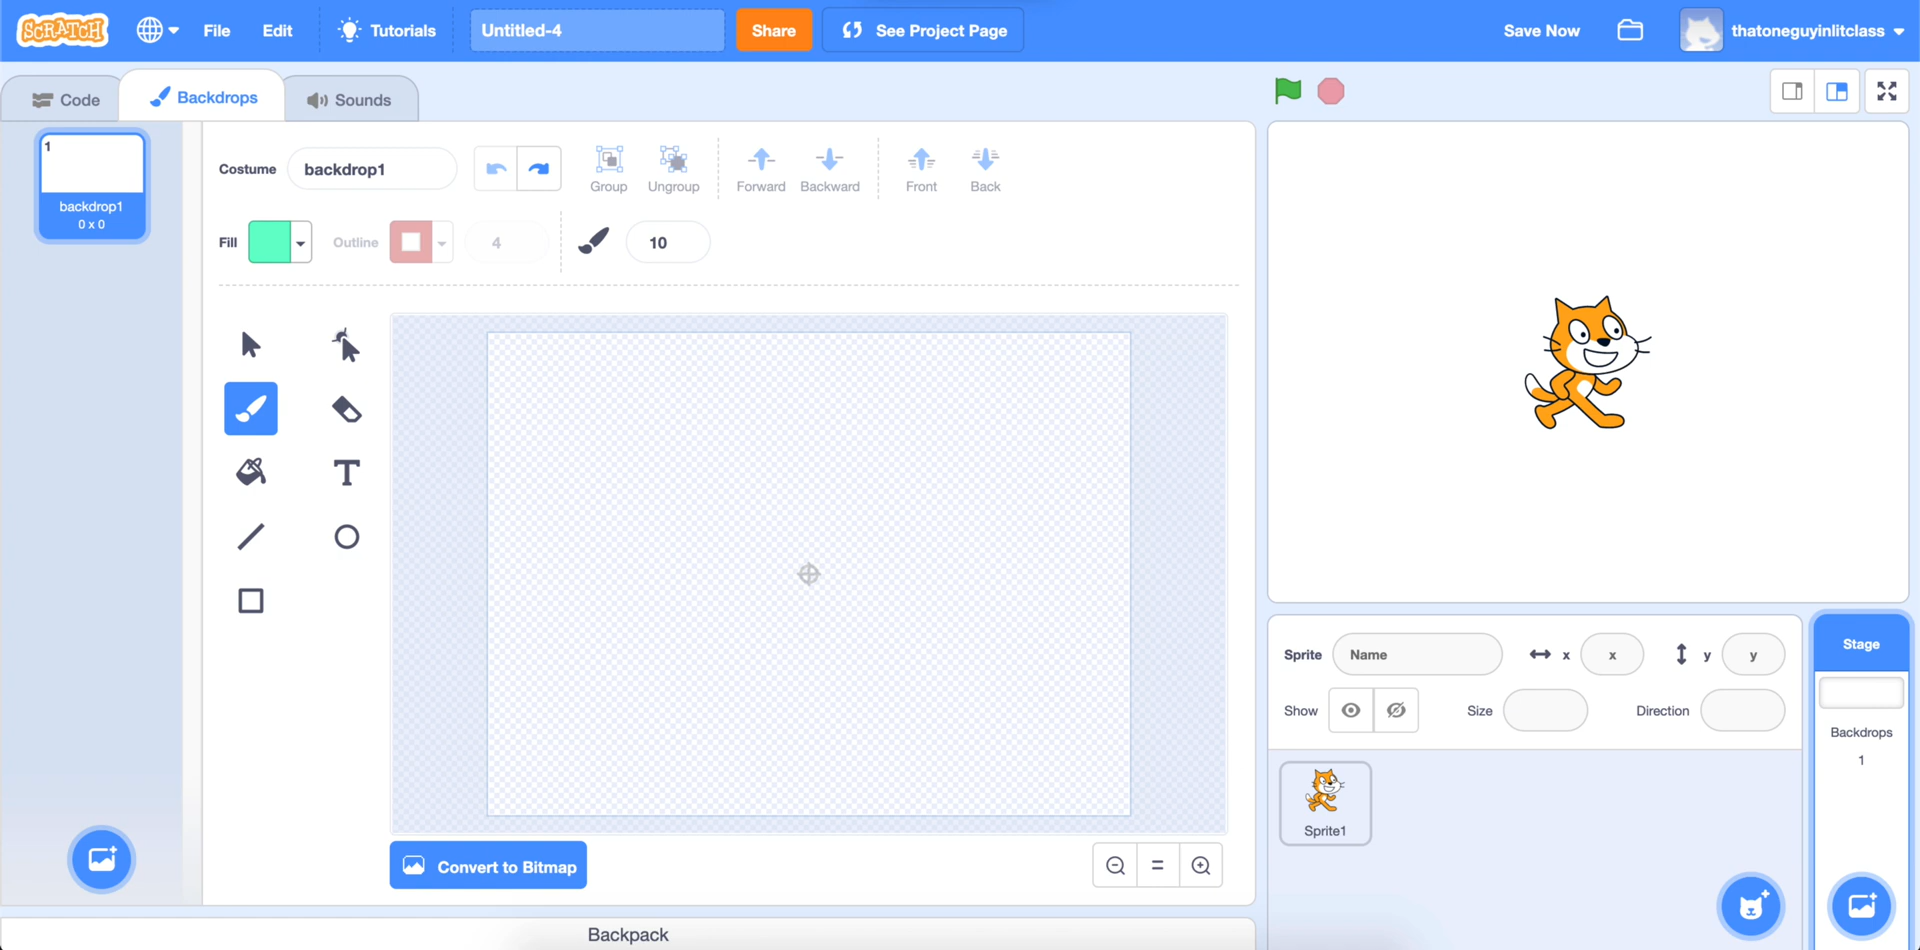 SCRATCH
File
Edit
Tutorials
Untitled-4
Share
See Project Page
Save Now
thatoneguyinlitclass
Code
Backdrops
Sounds
1
backdrop1
0 x 0
Costume
backdrop1
Group
Ungroup
Forward
Backward
Front
Back
Fill
Outline
4
10
T
Convert to Bitmap
=
Backpack
Sprite
Name
x
x
y
y
Show
Size
Direction
Sprite1
Stage
Backdrops
1